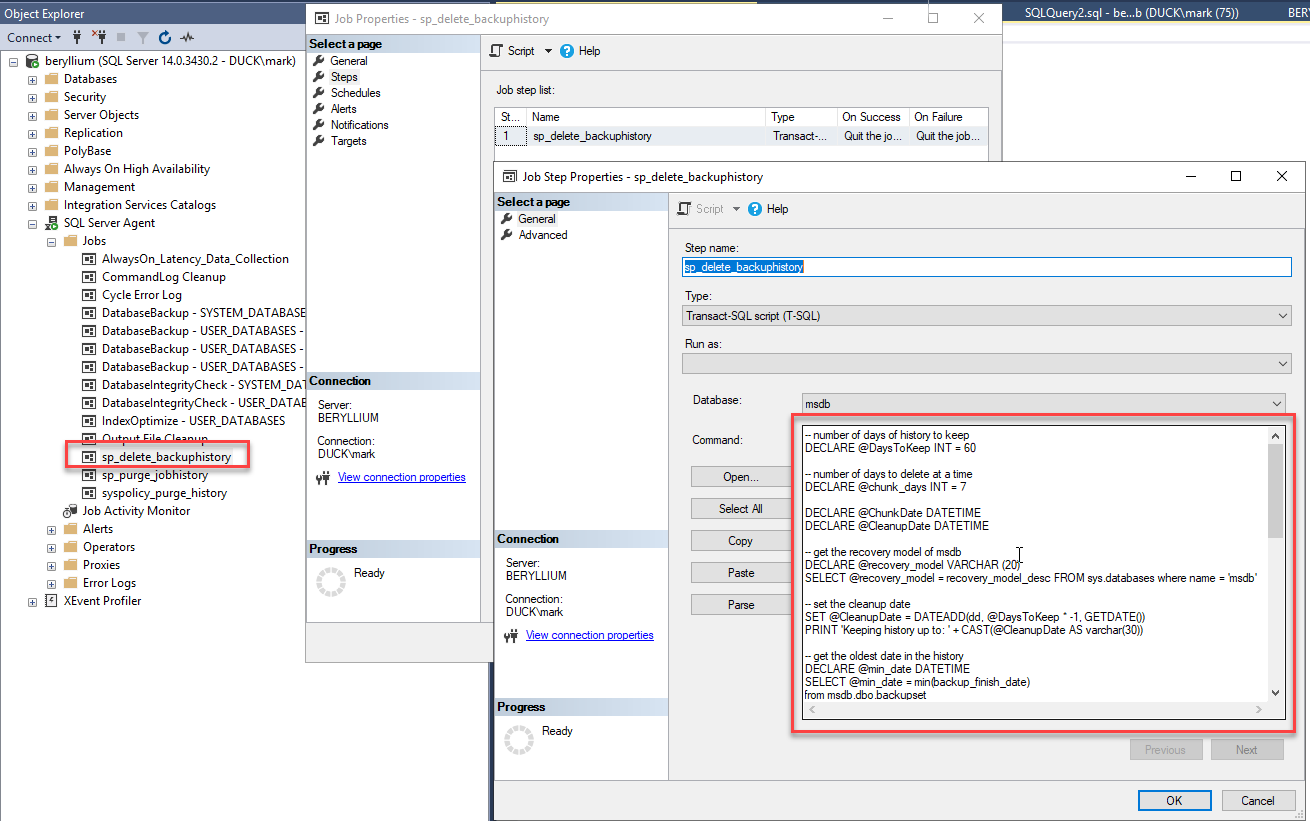 Object Explorer
Connect
beryllium (SQL Server 14.0.3430.2 - DUCK\mark)
Databases
Security
Server Objects
Replication
PolyBase
Always On High Availability
Management
Integration Services Catalogs
SQL Server Agent
Jobs
AlwaysOn_Latency_Data_Collection
CommandLog Cleanup
Cycle Error Log
DatabaseBackup - SYSTEM_DATABASE
DatabaseBackup - USER_DATABASES -
DatabaseBackup - USER_DATABASES -
DatabaseBackup - USER_DATABASES -
DatabaseIntegrityCheck - SYSTEM_DAT
DatabaseIntegrityCheck - USER_DATAB
IndexOptimize - USER_DATABASES
Output File Cleanup
sp_delete_backuphistory
sp_purge_jobhistory
syspolicy_purge_history
Job Activity Monitor
Alerts
Operators
Proxies
Error Logs
XEvent Profiler
Job Properties - sp_delete_backuphistory
Select a page
General
Steps
Schedules
Alerts
Notifications
Targets
Connection
Server:
BERYLLIUM
Connection:
DUCK\mark
View connection properties
Progress
Ready
Script
Help
Job step list:
St... Name Type On Success On Failure
1 sp_delete_backuphistory Transact-... Quit the jo... Quit the job...
SQLQuery2.sql - be...b (DUCK\mark (75)) BER
Job Step Properties - sp_delete_backuphistory
Select a page
General
Advanced
Connection
Server:
BERYLLIUM
Connection:
DUCK\mark
View connection properties
Progress
Ready
Script
Help
Step name:
sp_delete_backuphistory
Type:
Transact-SQL script (T-SQL)
Run as:
Database:
msdb
Command:
Open...
Select All
Copy
Paste
Parse
-- number of days of history to keep
DECLARE @DaysToKeep INT = 60
-- number of days to delete at a time
DECLARE @chunk_days INT = 7
DECLARE @ChunkDate DATETIME
DECLARE @CleanupDate DATETIME
-- get the recovery model of msdb
DECLARE @recovery_model VARCHAR (20)
SELECT @recovery_model = recovery_model_desc FROM sys.databases where name = 'msdb'
-- set the cleanup date
SET @CleanupDate = DATEADD(dd, @DaysToKeep * -1, GETDATE())
PRINT 'Keeping history up to: ' + CAST(@CleanupDate AS varchar(30))
-- get the oldest date in the history
DECLARE @min_date DATETIME
SELECT @min_date = min(backup_finish_date)
from msdb.dbo.backupset
Previous
Next
OK
Cancel